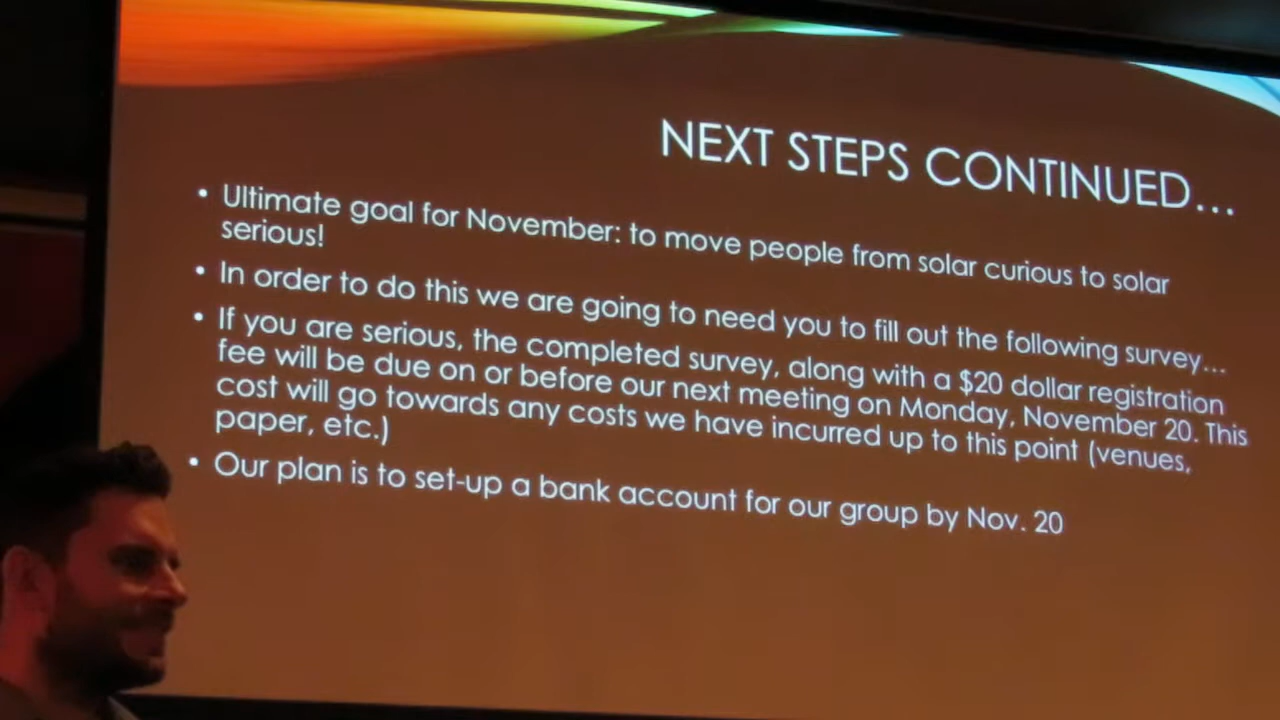 NEXT STEPS CONTINUED...
• Ultimate goal for November: to move people from solar curious to solar
serious!
• In order to do this we are going to need you to fill out the following survey...
• If you are serious, the completed survey, along with a $20 dollar registration
fee will be due on or before our next meeting on Monday, November 20. This
cost will go towards any costs we have incurred up to this point (venues,
paper, etc.)
• Our plan is to set-up a bank account for our group by Nov. 20